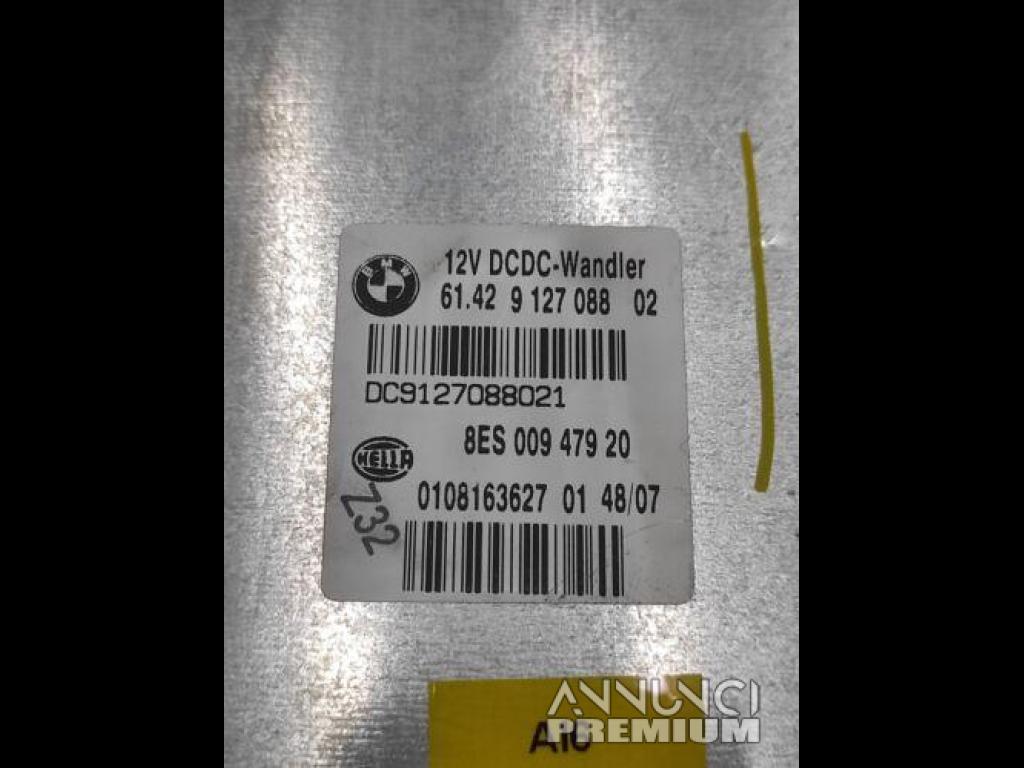 BMW
12V DCDC-Wandler
61.42 9 127 088 02
DC9127088021
8ES 009 479 20
HELLA
0108163627 01 48/07
Z32
ANNUNCI
PREMIUM